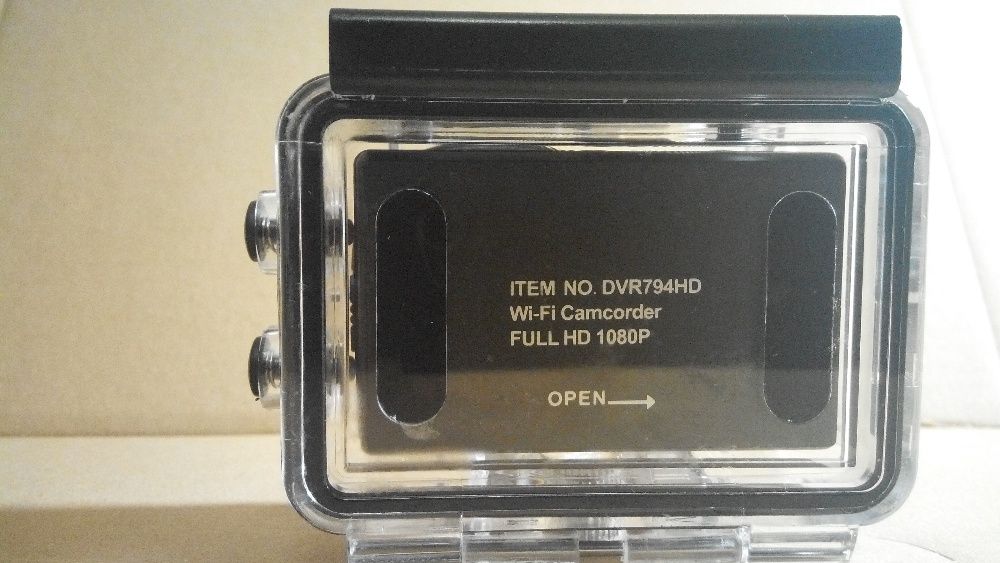 ITEM NO. DVR794HD
Wi-Fi Camcorder
FULL HD 1080P
OPEN